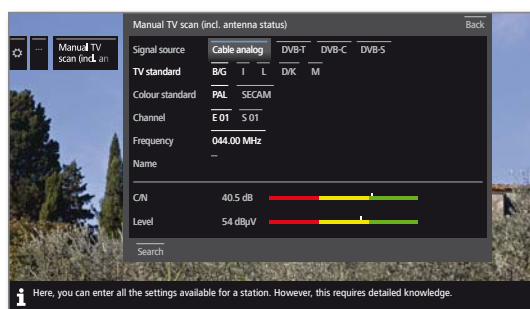 Manual TV scan (incl. antenna status) Back
... Manual TV
scan (incl. an
Signal source Cable analog DVB-T DVB-C DVB-S
TV standard B/G I L D/K M
Colour standard PAL SECAM
Channel E 01 S 01
Frequency 044.00 MHz
Name –
C/N 40.5 dB
Level 54 dBµV
Search
i Here, you can enter all the settings available for a station. However, this requires detailed knowledge.